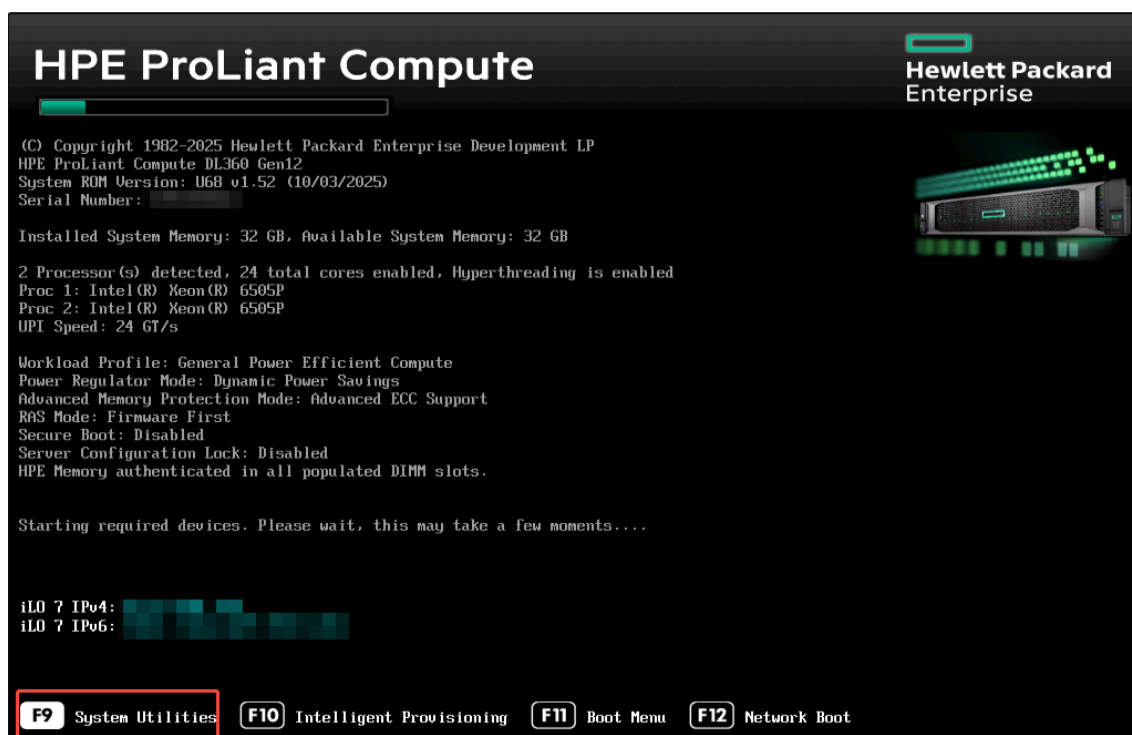 HPE ProLiant Compute
Hewlett Packard
Enterprise
(C) Copyright 1982-2025 Hewlett Packard Enterprise Development LP
HPE ProLiant Compute DL360 Gen12
System ROM Version: U68 v1.52 (10/03/2025)
Serial Number:
Installed System Memory: 32 GB, Available System Memory: 32 GB
2 Processor(s) detected, 24 total cores enabled, Hyperthreading is enabled
Proc 1: Intel(R) Xeon(R) 6505P
Proc 2: Intel(R) Xeon(R) 6505P
UPI Speed: 24 GT/s
Workload Profile: General Power Efficient Compute
Power Regulator Mode: Dynamic Power Savings
Advanced Memory Protection Mode: Advanced ECC Support
RAS Mode: Firmware First
Secure Boot: Disabled
Server Configuration Lock: Disabled
HPE Memory authenticated in all populated DIMM slots.
Starting required devices. Please wait, this may take a few moments....
iLO 7 IPv4:
iLO 7 IPv6:
F9 System Utilities F10 Intelligent Provisioning F11 Boot Menu F12 Network Boot